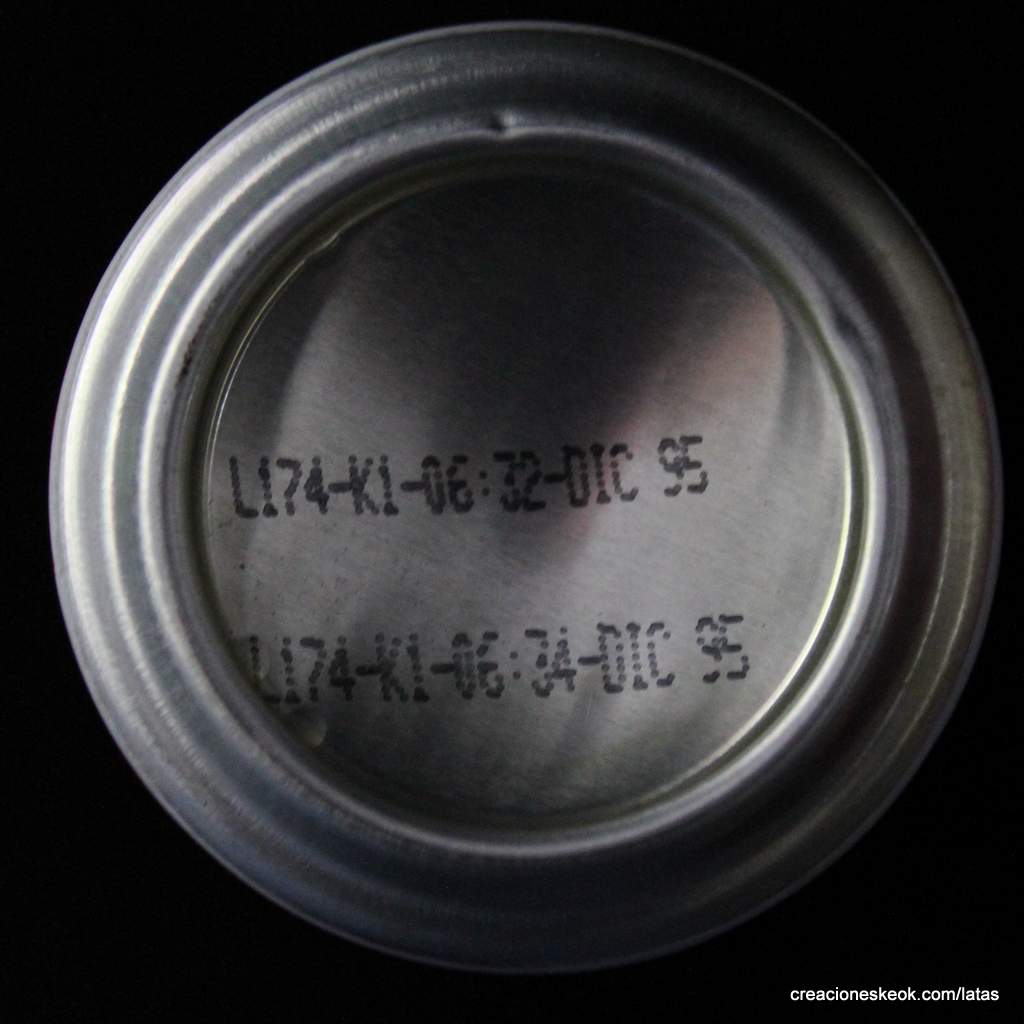 L174-K1-06:32-DIC 95
L174-K1-06:34-DIC 95
creacioneskeok.com/latas